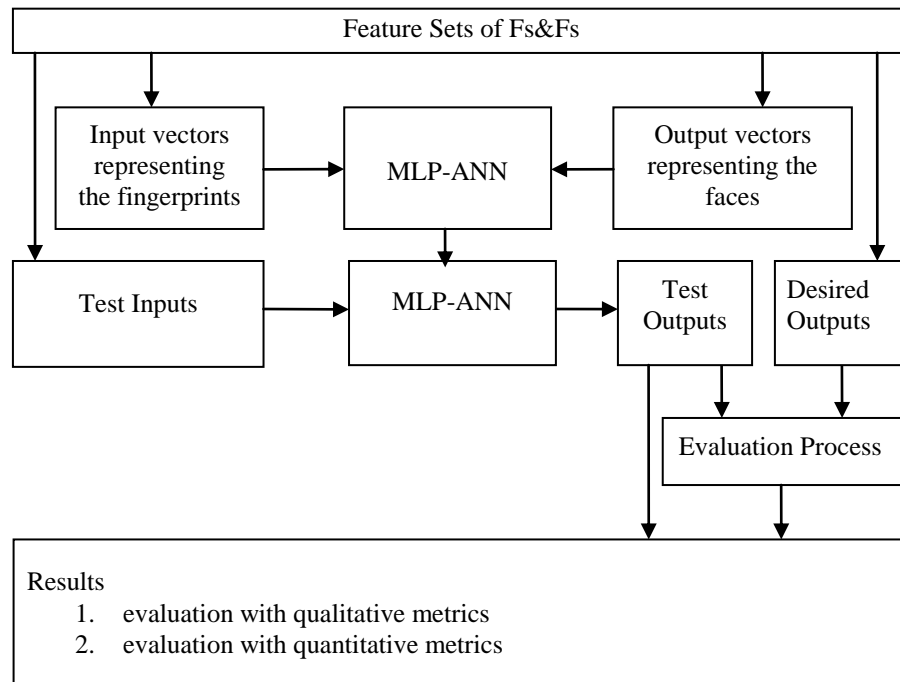 Feature Sets of Fs&Fs
Input vectors
representing
the fingerprints
MLP-ANN
Output vectors
representing the
faces
Test Inputs
MLP-ANN
Test
Outputs
Desired
Outputs
Evaluation Process
Results
1. evaluation with qualitative metrics
2. evaluation with quantitative metrics